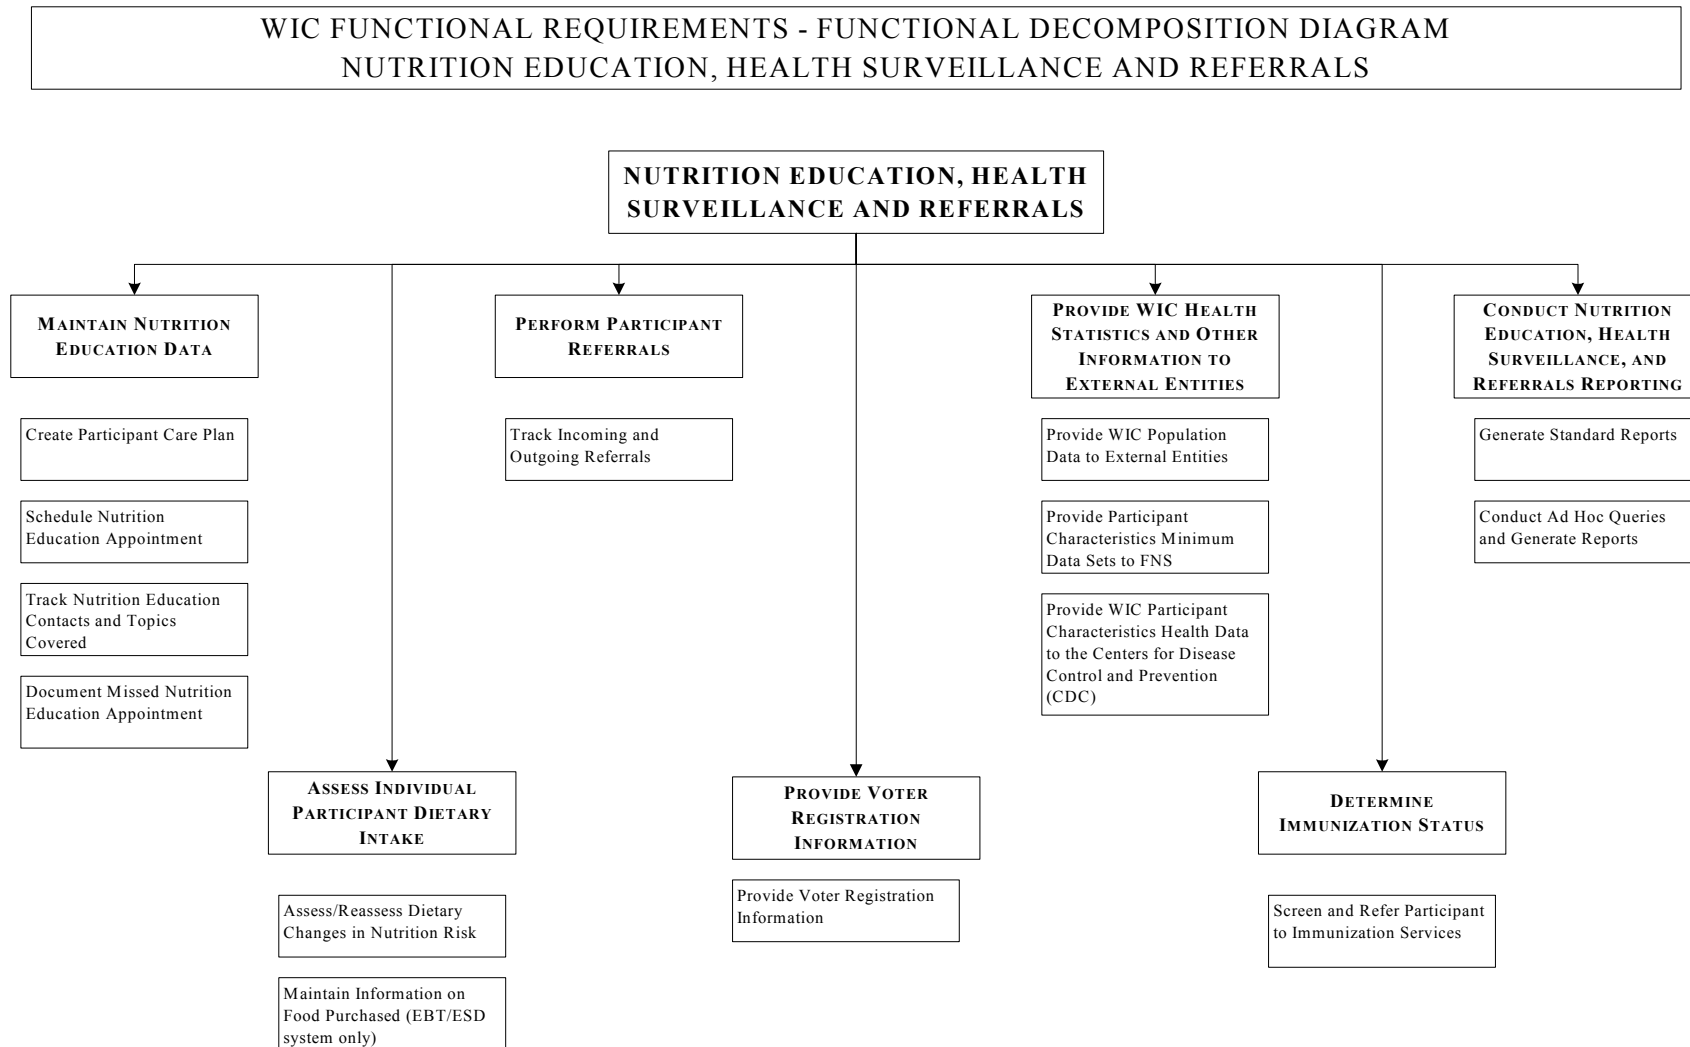 WIC FUNCTIONAL REQUIREMENTS - FUNCTIONAL DECOMPOSITION DIAGRAM
NUTRITION EDUCATION, HEALTH SURVEILLANCE AND REFERRALS
NUTRITION EDUCATION, HEALTH
SURVEILLANCE AND REFERRALS
MAINTAIN NUTRITION
EDUCATION DATA
Create Participant Care Plan
Schedule Nutrition
Education Appointment
Track Nutrition Education
Contacts and Topics
Covered
Document Missed Nutrition
Education Appointment
ASSESS INDIVIDUAL
PARTICIPANT DIETARY
INTAKE
Assess/Reassess Dietary
Changes in Nutrition Risk
Maintain Information on
Food Purchased (EBT/ESD
system only)
PERFORM PARTICIPANT
REFERRALS
Track Incoming and
Outgoing Referrals
PROVIDE VOTER
REGISTRATION
INFORMATION
Provide Voter Registration
Information
PROVIDE WIC HEALTH
STATISTICS AND OTHER
INFORMATION TO
EXTERNAL ENTITIES
Provide WIC Population
Data to External Entities
Provide Participant
Characteristics Minimum
Data Sets to FNS
Provide WIC Participant
Characteristics Health Data
to the Centers for Disease
Control and Prevention
(CDC)
DETERMINE
IMMUNIZATION STATUS
Screen and Refer Participant
to Immunization Services
CONDUCT NUTRITION
EDUCATION, HEALTH
SURVEILLANCE, AND
REFERRALS REPORTING
Generate Standard Reports
Conduct Ad Hoc Queries
and Generate Reports